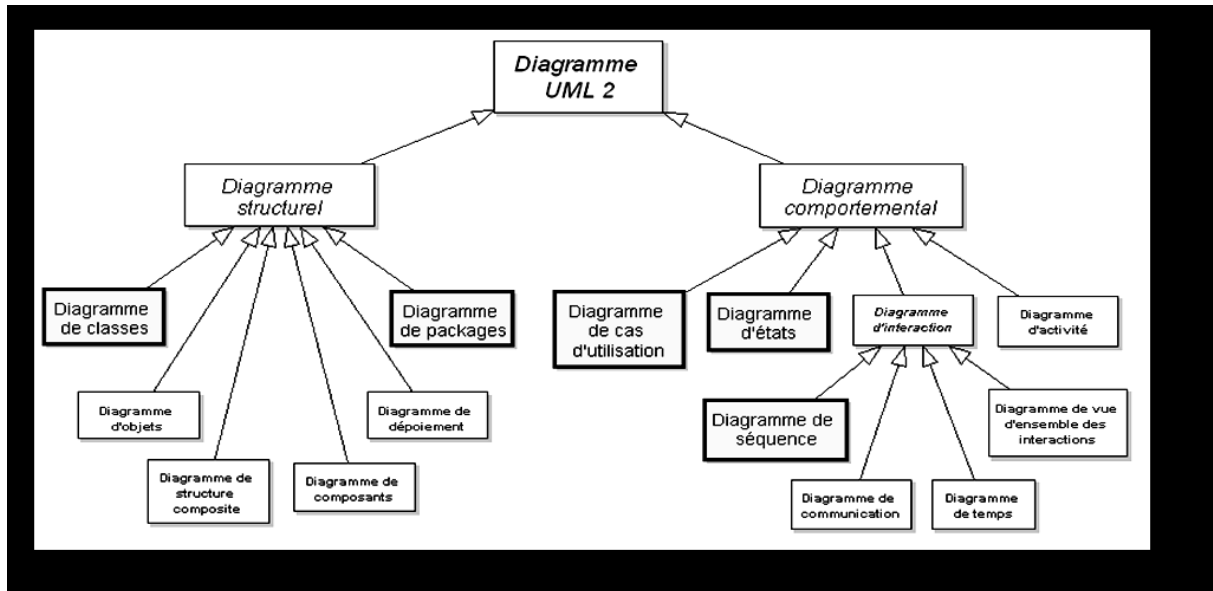 Diagramme
UML 2
Diagramme
structurel
Diagramme
comportemental
Diagramme
de classes
Diagramme
de packages
Diagramme
de cas
d'utilisation
Diagramme
d'états
Diagramme
d'interaction
Diagramme
d'activité
Diagramme
d'objets
Diagramme de
dépoiement
Diagramme de
séquence
Diagramme de vue
d'ensemble des
interactions
Diagramme de
structure
composite
Diagramme de
composants
Diagramme de
communication
Diagramme
de temps